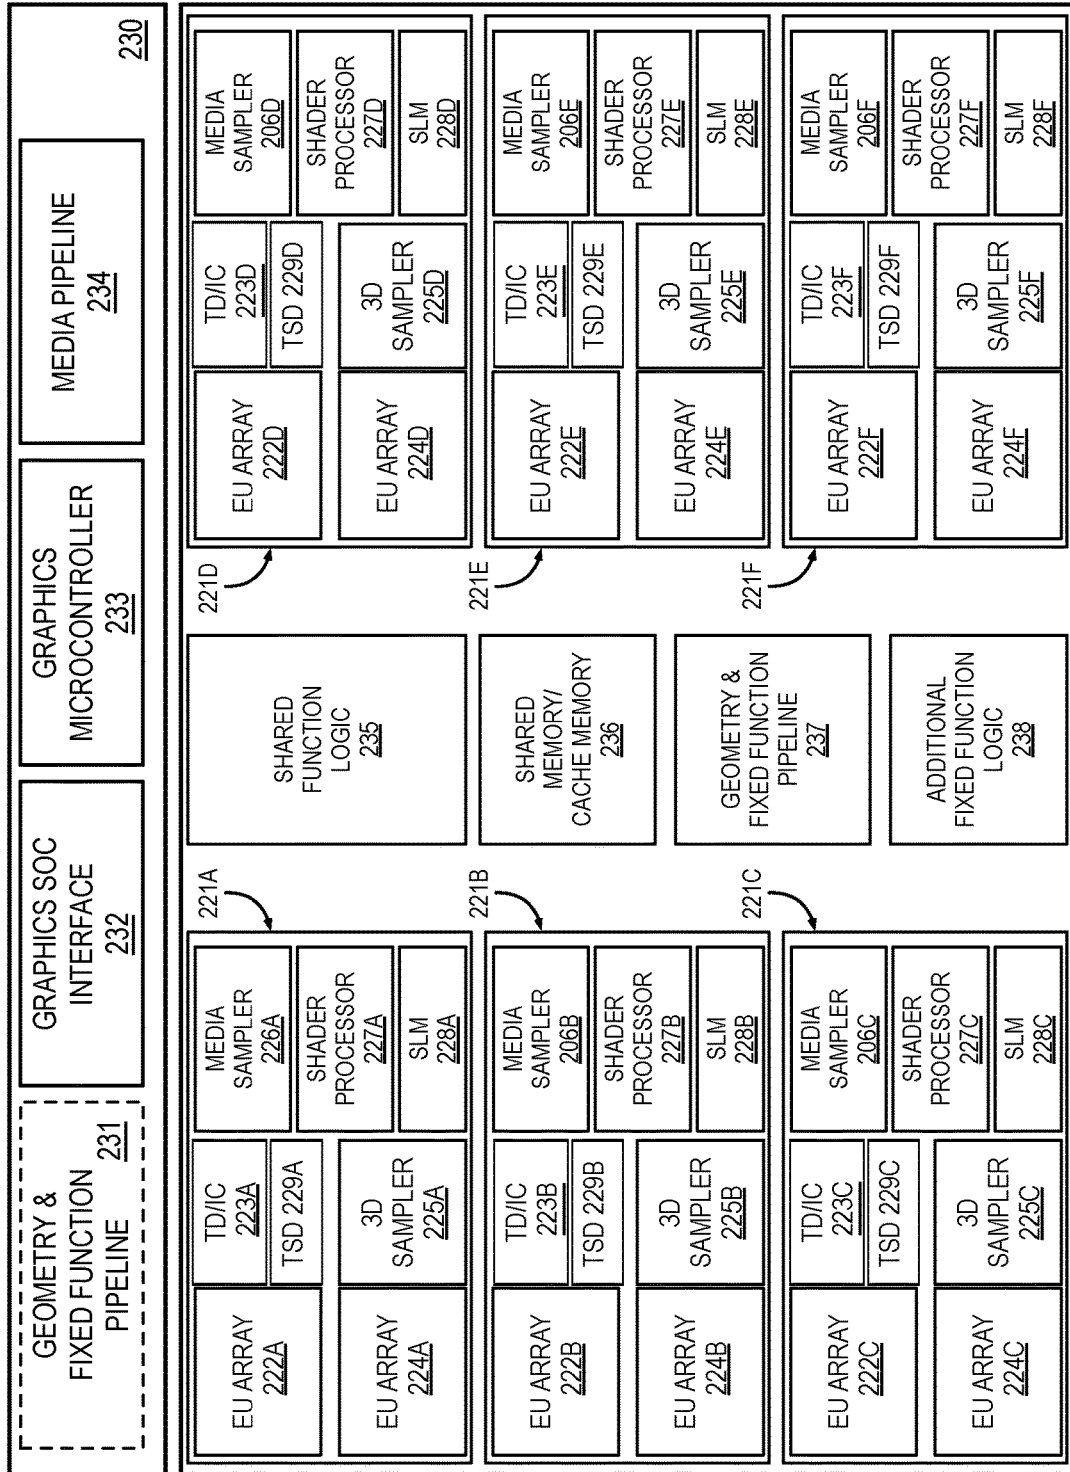 GEOMETRY &
FIXED FUNCTION
PIPELINE
231
GRAPHICS SOC
INTERFACE
232
GRAPHICS
MICROCONTROLLER
233
MEDIA PIPELINE
234
230
221A
EU ARRAY
222A
TD/IC
223A
TSD 229A
MEDIA
SAMPLER
226A
SHADER
PROCESSOR
227A
EU ARRAY
224A
3D
SAMPLER
225A
SLM
228A
SHARED
FUNCTION
LOGIC
235
221D
EU ARRAY
222D
TD/IC
223D
TSD 229D
MEDIA
SAMPLER
206D
SHADER
PROCESSOR
227D
EU ARRAY
224D
3D
SAMPLER
225D
SLM
228D
221B
EU ARRAY
222B
TD/IC
223B
TSD 229B
MEDIA
SAMPLER
206B
SHADER
PROCESSOR
227B
EU ARRAY
224B
3D
SAMPLER
225B
SLM
228B
SHARED
MEMORY/
CACHE MEMORY
236
221E
EU ARRAY
222E
TD/IC
223E
TSD 229E
MEDIA
SAMPLER
206E
SHADER
PROCESSOR
227E
EU ARRAY
224E
3D
SAMPLER
225E
SLM
228E
GEOMETRY &
FIXED FUNCTION
PIPELINE
237
221C
EU ARRAY
222C
TD/IC
223C
TSD 229C
MEDIA
SAMPLER
206C
SHADER
PROCESSOR
227C
EU ARRAY
224C
3D
SAMPLER
225C
SLM
228C
ADDITIONAL
FIXED FUNCTION
LOGIC
238
221F
EU ARRAY
222F
TD/IC
223F
TSD 229F
MEDIA
SAMPLER
206F
SHADER
PROCESSOR
227F
EU ARRAY
224F
3D
SAMPLER
225F
SLM
228F